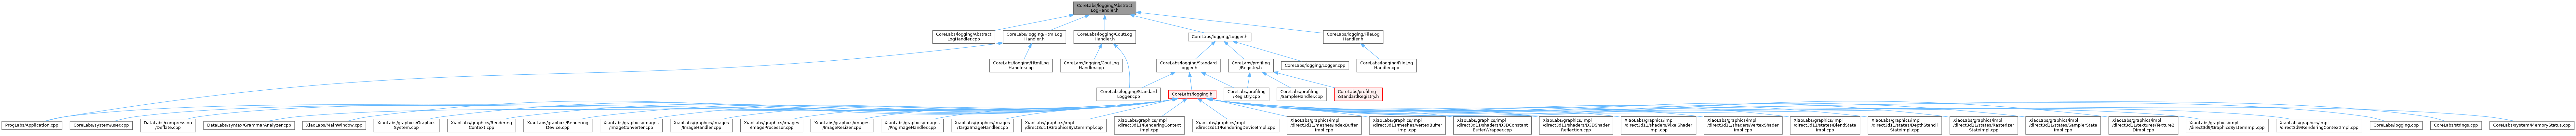 CoreLabs/logging/Abstract
LogHandler.h
CoreLabs/logging/Abstract
LogHandler.cpp
CoreLabs/logging/HtmlLog
Handler.h
CoreLabs/logging/CoutLog
Handler.h
CoreLabs/logging/Logger.h
CoreLabs/logging/FileLog
Handler.h
CoreLabs/logging/HtmlLog
Handler.cpp
CoreLabs/logging/CoutLog
Handler.cpp
CoreLabs/logging/Standard
Logger.h
CoreLabs/profiling
/Registry.h
CoreLabs/logging/Logger.cpp
CoreLabs/logging/FileLog
Handler.cpp
CoreLabs/logging/Standard
Logger.cpp
CoreLabs/logging.h
CoreLabs/profiling
/Registry.cpp
CoreLabs/profiling
/SampleHandler.cpp
CoreLabs/profiling
/StandardRegistry.h
ProgLabs/Application.cpp
CoreLabs/system/user.cpp
DataLabs/compression
/Deflate.cpp
DataLabs/syntax/GrammarAnalyzer.cpp
XiaoLabs/MainWindow.cpp
XiaoLabs/graphics/Graphics
System.cpp
XiaoLabs/graphics/Rendering
Context.cpp
XiaoLabs/graphics/Rendering
Device.cpp
XiaoLabs/graphics/images
/ImageConverter.cpp
XiaoLabs/graphics/images
/ImageHandler.cpp
XiaoLabs/graphics/images
/ImageProcessor.cpp
XiaoLabs/graphics/images
/ImageResizer.cpp
XiaoLabs/graphics/images
/PngImageHandler.cpp
XiaoLabs/graphics/images
/TargaImageHandler.cpp
XiaoLabs/graphics/impl
/direct3d11/GraphicsSystemImpl.cpp
XiaoLabs/graphics/impl
/direct3d11/RenderingContext
Impl.cpp
XiaoLabs/graphics/impl
/direct3d11/RenderingDeviceImpl.cpp
XiaoLabs/graphics/impl
/direct3d11/meshes/IndexBuffer
Impl.cpp
XiaoLabs/graphics/impl
/direct3d11/meshes/VertexBuffer
Impl.cpp
XiaoLabs/graphics/impl
/direct3d11/shaders/D3DConstant
BufferWrapper.cpp
XiaoLabs/graphics/impl
/direct3d11/shaders/D3DShader
Reflection.cpp
XiaoLabs/graphics/impl
/direct3d11/shaders/PixelShader
Impl.cpp
XiaoLabs/graphics/impl
/direct3d11/shaders/VertexShader
Impl.cpp
XiaoLabs/graphics/impl
/direct3d11/states/BlendState
Impl.cpp
XiaoLabs/graphics/impl
/direct3d11/states/DepthStencil
StateImpl.cpp
XiaoLabs/graphics/impl
/direct3d11/states/Rasterizer
StateImpl.cpp
XiaoLabs/graphics/impl
/direct3d11/states/SamplerState
Impl.cpp
XiaoLabs/graphics/impl
/direct3d11/textures/Texture2
DImpl.cpp
XiaoLabs/graphics/impl
/direct3d9/GraphicsSystemImpl.cpp
XiaoLabs/graphics/impl
/direct3d9/RenderingContextImpl.cpp
CoreLabs/logging.cpp
CoreLabs/strings.cpp
CoreLabs/system/MemoryStatus.cpp